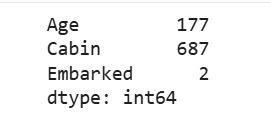 Age 177
Cabin 687
Embarked 2
dtype: int64